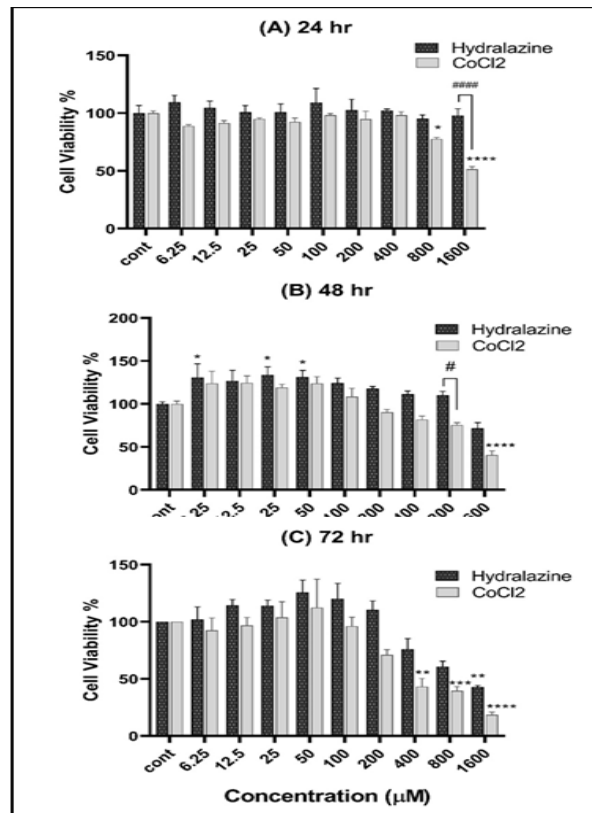 (A) 24 hr
Hydralazine
CoCl2
####
*
****
Cell Viability %
150
100
50
0
cont 6.25 12.5 25 50 100 200 400 800 1600
(B) 48 hr
Hydralazine
CoCl2
* * * # ****
Cell Viability %
200
150
100
50
0
cont 25 50
(C) 72 hr
Hydralazine
CoCl2
** *** ** ****
Cell Viability %
150
100
50
0
cont 6.25 12.5 25 50 100 200 400 800 1600
Concentration (μM)